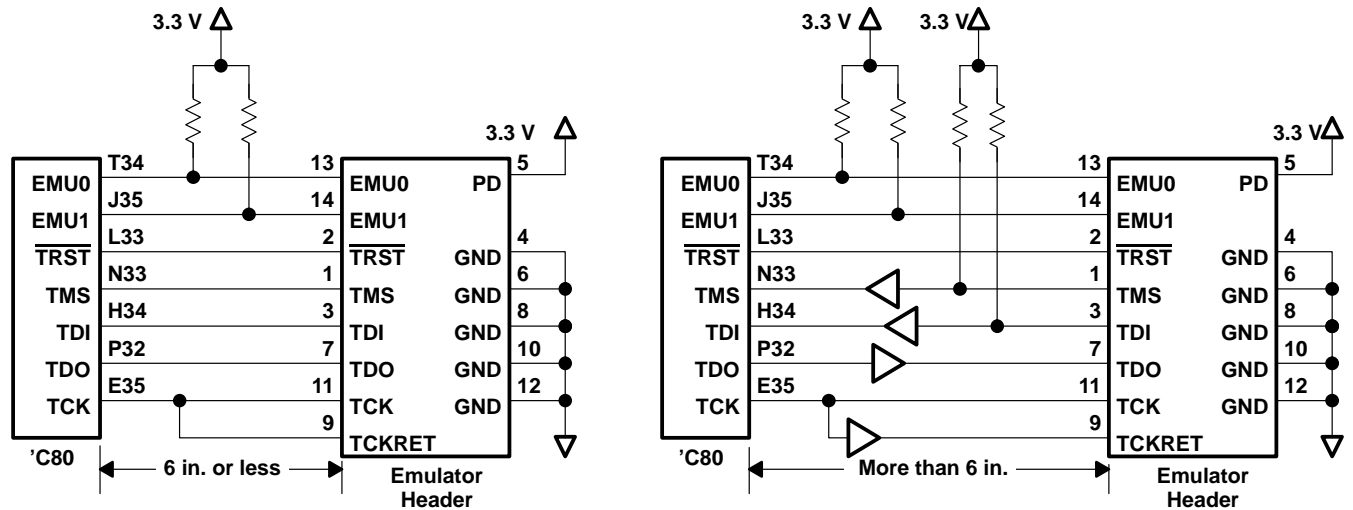 3.3 V
3.3 V
5
T34
13
EMU0
EMU0
PD
J35
14
EMU1
EMU1
L33
2
4
TRST
TRST
GND
N33
1
6
TMS
TMS
GND
H34
3
8
TDI
TDI
GND
P32
7
10
TDO
TDO
GND
E35
11
12
TCK
TCK
GND
9
TCKRET
'C80
6 in. or less
Emulator
Header
3.3 V
3.3 V
3.3 V
5
T34
13
EMU0
EMU0
PD
J35
14
EMU1
EMU1
L33
2
4
TRST
TRST
GND
N33
1
6
TMS
TMS
GND
H34
3
8
TDI
TDI
GND
P32
7
10
TDO
TDO
GND
E35
11
12
TCK
TCK
GND
9
TCKRET
'C80
More than 6 in.
Emulator
Header